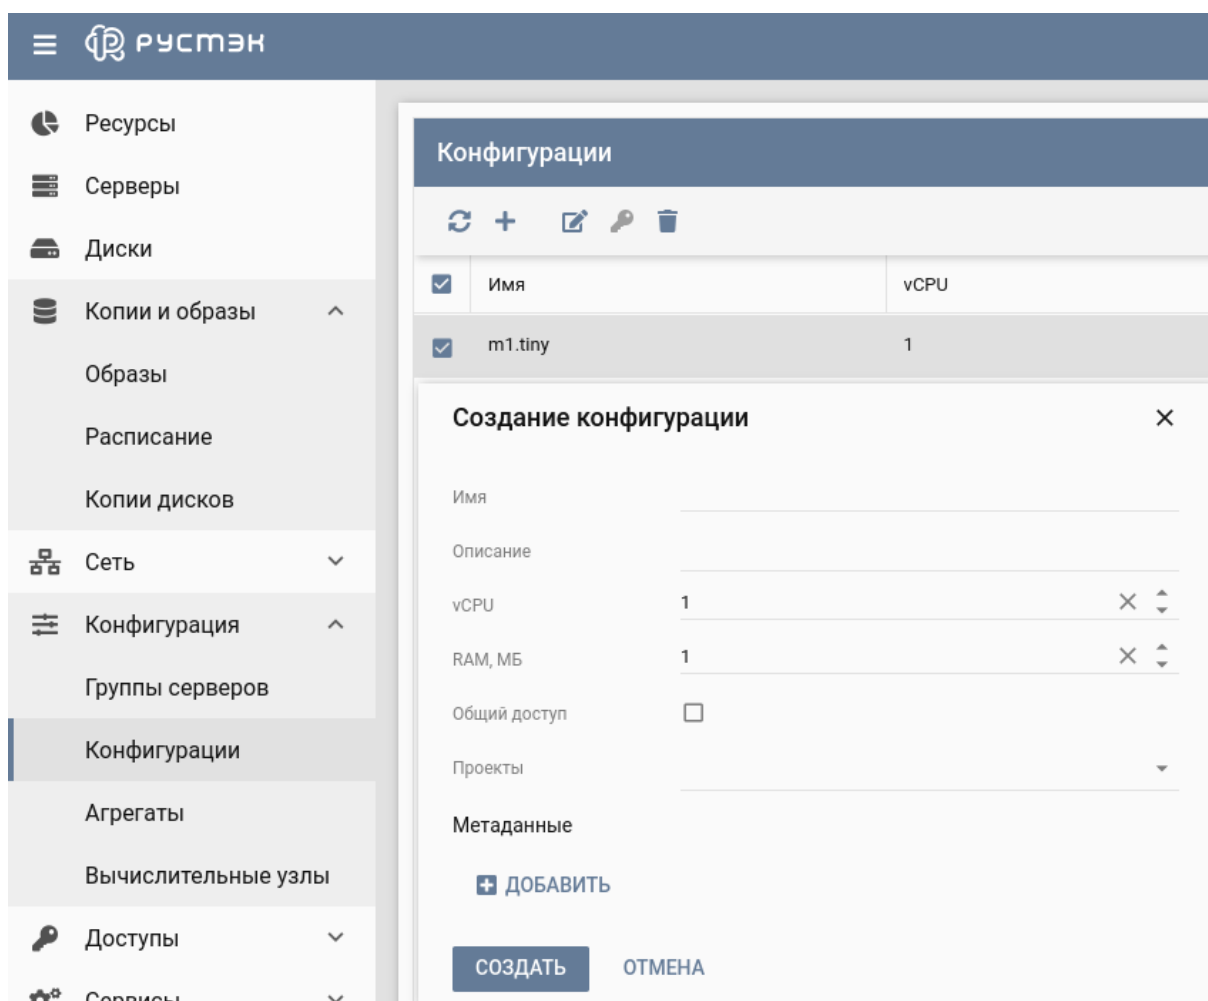 РУСТЭК
Ресурсы
Серверы
Диски
Копии и образы
Образы
Расписание
Копии дисков
Сеть
Конфигурация
Группы серверов
Конфигурации
Агрегаты
Вычислительные узлы
Доступы
Сервисы
Конфигурации
Имя vCPU
m1.tiny 1
Создание конфигурации
Имя
Описание
vCPU 1
RAM, МБ 1
Общий доступ
Проекты
Метаданные
ДОБАВИТЬ
СОЗДАТЬ ОТМЕНА